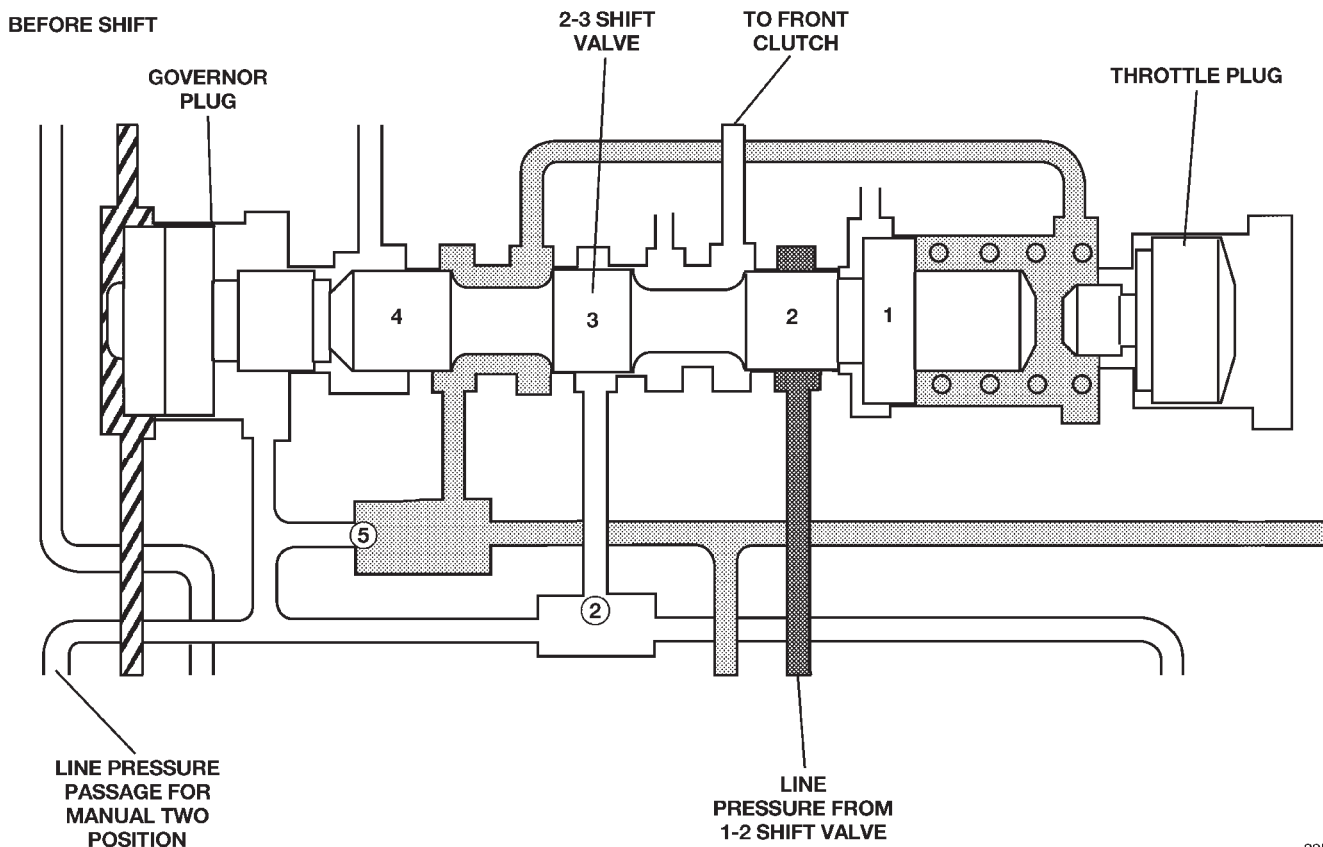 BEFORE SHIFT
2-3 SHIFT
VALVE
TO FRONT
CLUTCH
GOVERNOR
PLUG
THROTTLE PLUG
4
3
2
1
5
2
LINE PRESSURE
PASSAGE FOR
MANUAL TWO
POSITION
LINE
PRESSURE FROM
1-2 SHIFT VALVE